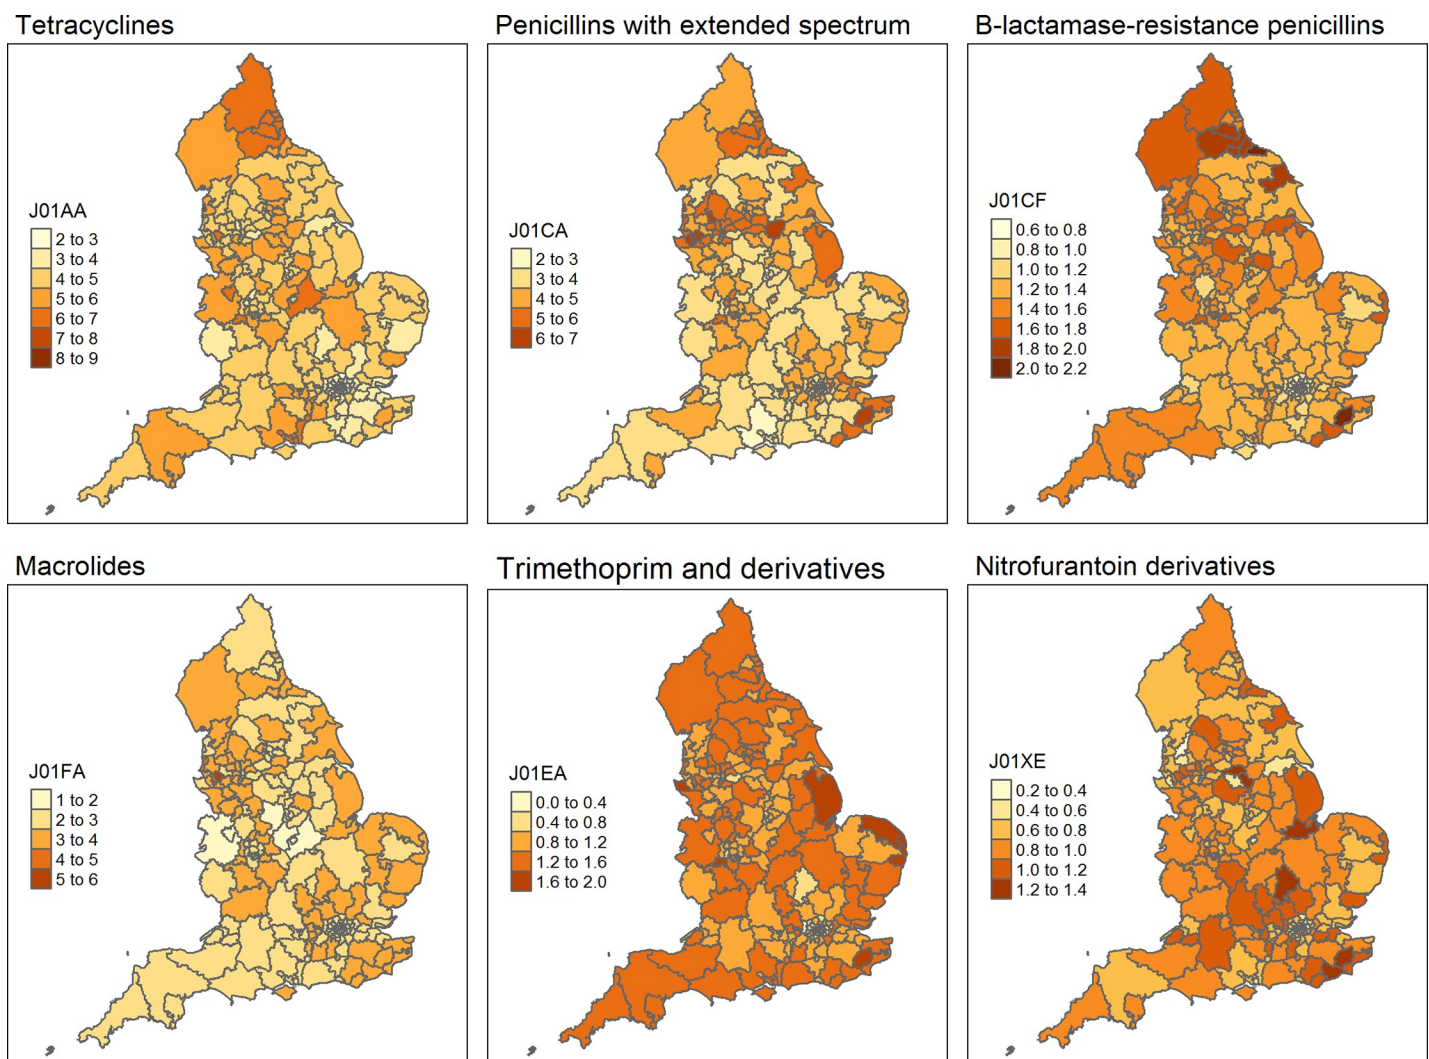 Tetracyclines
Penicillins with extended spectrum
B-lactamase-resistance penicillins
J01AA
2 to 3
3 to 4
4 to 5
5 to 6
6 to 7
7 to 8
8 to 9
J01CA
2 to 3
3 to 4
4 to 5
5 to 6
6 to 7
J01CF
0.6 to 0.8
0.8 to 1.0
1.0 to 1.2
1.2 to 1.4
1.4 to 1.6
1.6 to 1.8
1.8 to 2.0
2.0 to 2.2
Macrolides
Trimethoprim and derivatives
Nitrofurantoin derivatives
J01FA
1 to 2
2 to 3
3 to 4
4 to 5
5 to 6
J01EA
0.0 to 0.4
0.4 to 0.8
0.8 to 1.2
1.2 to 1.6
1.6 to 2.0
J01XE
0.2 to 0.4
0.4 to 0.6
0.6 to 0.8
0.8 to 1.0
1.0 to 1.2
1.2 to 1.4